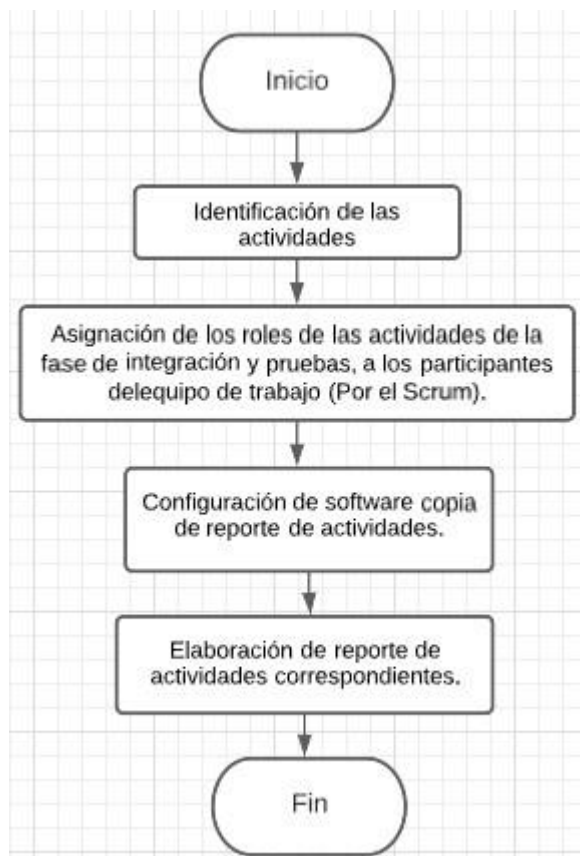 Inicio
Identificación de las
actividades
Asignación de los roles de las actividades de la
fase de integración y pruebas, a los participantes
delequipo de trabajo (Por el Scrum).
Configuración de software copia
de reporte de actividades.
Elaboración de reporte de
actividades correspondientes.
Fin